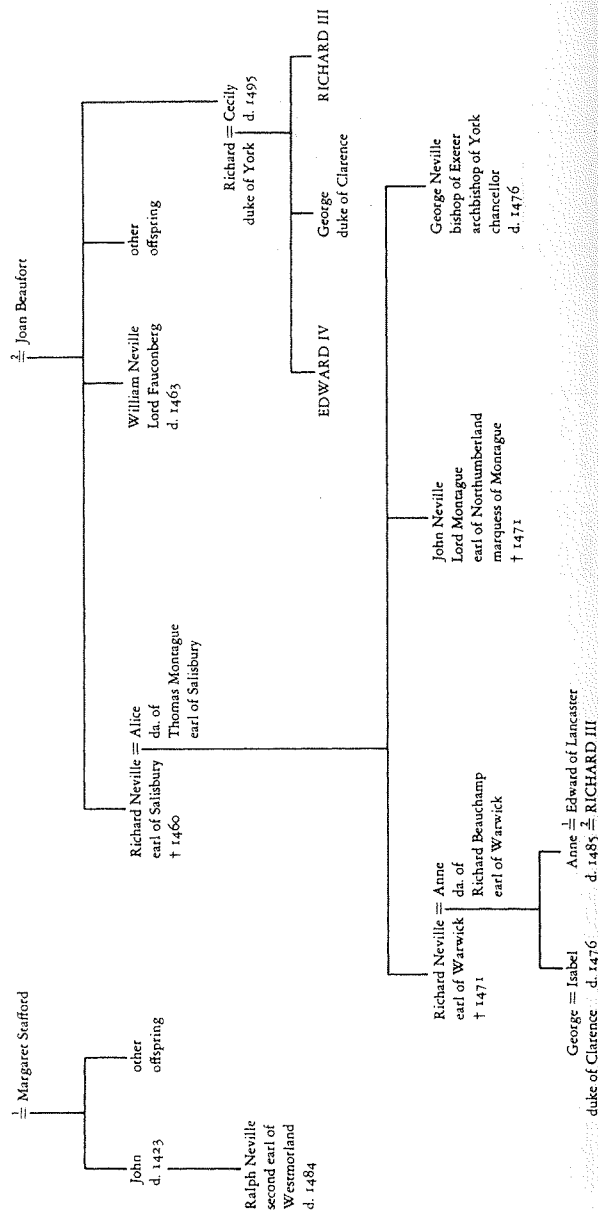 1 = Margaret Stafford
2 = Joan Beaufort
John
d. 1423
other
offspring
Ralph Neville
second earl of
Westmorland
d. 1484
Richard Neville = Alice
earl of Salisbury da. of
† 1460 Thomas Montague
earl of Salisbury
William Neville
Lord Fauconberg
d. 1463
other
offspring
Richard = Cecily
duke of York d. 1495
EDWARD IV
George
duke of Clarence
RICHARD III
Richard Neville = Anne
earl of Warwick da. of
† 1471 Richard Beauchamp
earl of Warwick
John Neville
Lord Montague
earl of Northumberland
marquess of Montague
† 1471
George Neville
bishop of Exeter
archbishop of York
chancellor
d. 1476
George = Isabel
duke of Clarence d. 1476
Anne 1 = Edward of Lancaster
d. 1485 2 = RICHARD III